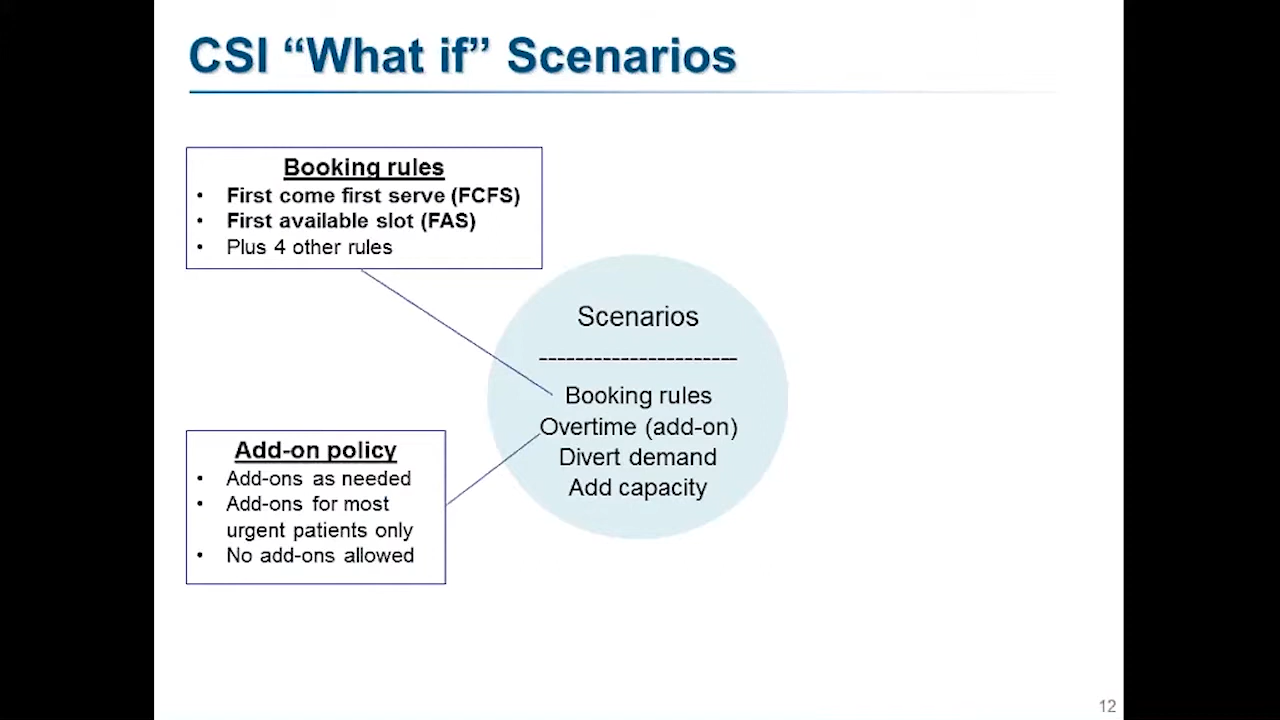 CSI “What if” Scenarios
Booking rules
• First come first serve (FCFS)
• First available slot (FAS)
• Plus 4 other rules
Scenarios
----------------------
Booking rules
Overtime (add-on)
Divert demand
Add capacity
Add-on policy
• Add-ons as needed
• Add-ons for most
urgent patients only
• No add-ons allowed
12